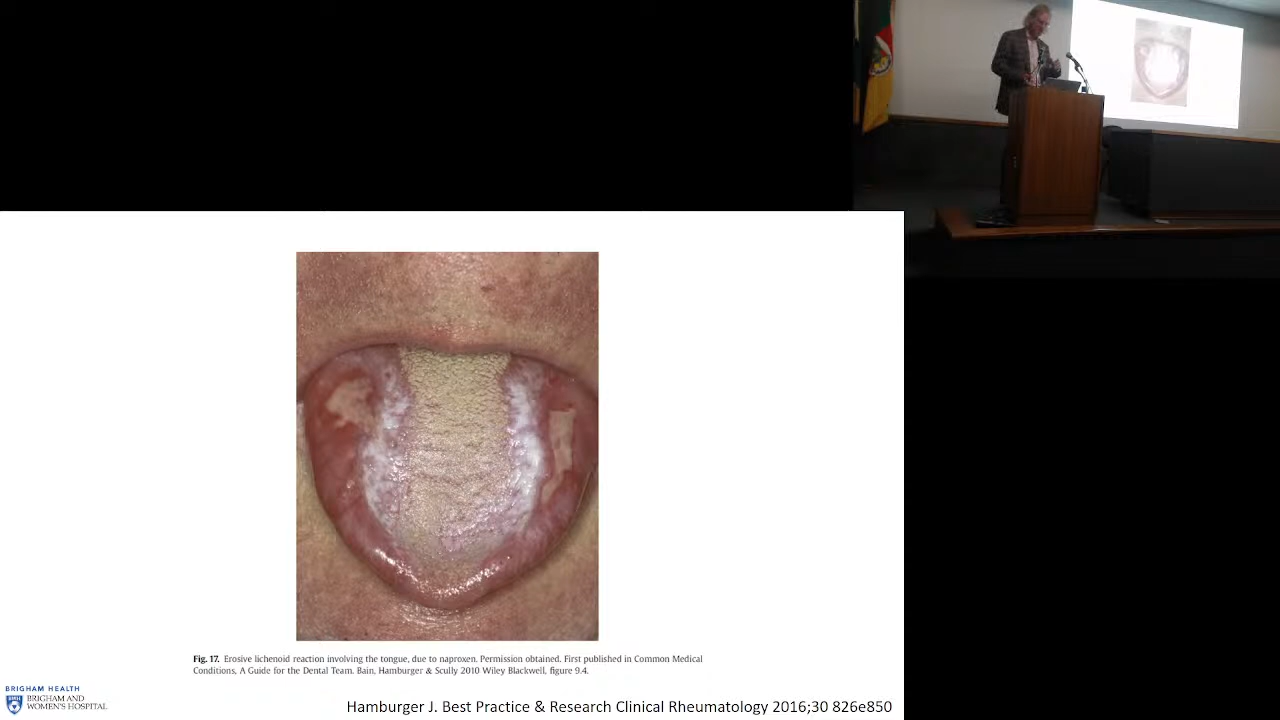 Fig. 17. Erosive lichenoid reaction involving the tongue, due to naproxen. Permission obtained. First published in Common Medical
Conditions, A Guide for the Dental Team. Bain, Hamburger & Scully 2010 Wiley Blackwell, figure 9.4.
BRIGHAM HEALTH
BRIGHAM AND
WOMEN'S HOSPITAL
Hamburger J. Best Practice & Research Clinical Rheumatology 2016;30 826e850